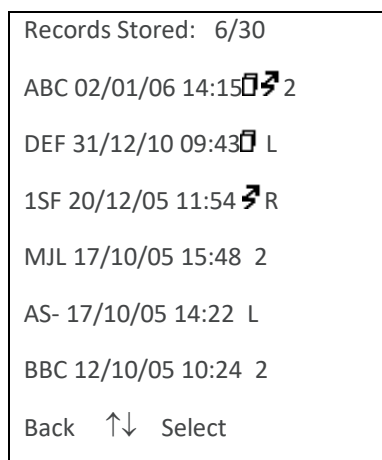 Records Stored: 6/30
ABC 02/01/06 14:15 2
DEF 31/12/10 09:43 L
1SF 20/12/05 11:54 R
MJL 17/10/05 15:48 2
AS- 17/10/05 14:22 L
BBC 12/10/05 10:24 2
Back ↑↓ Select